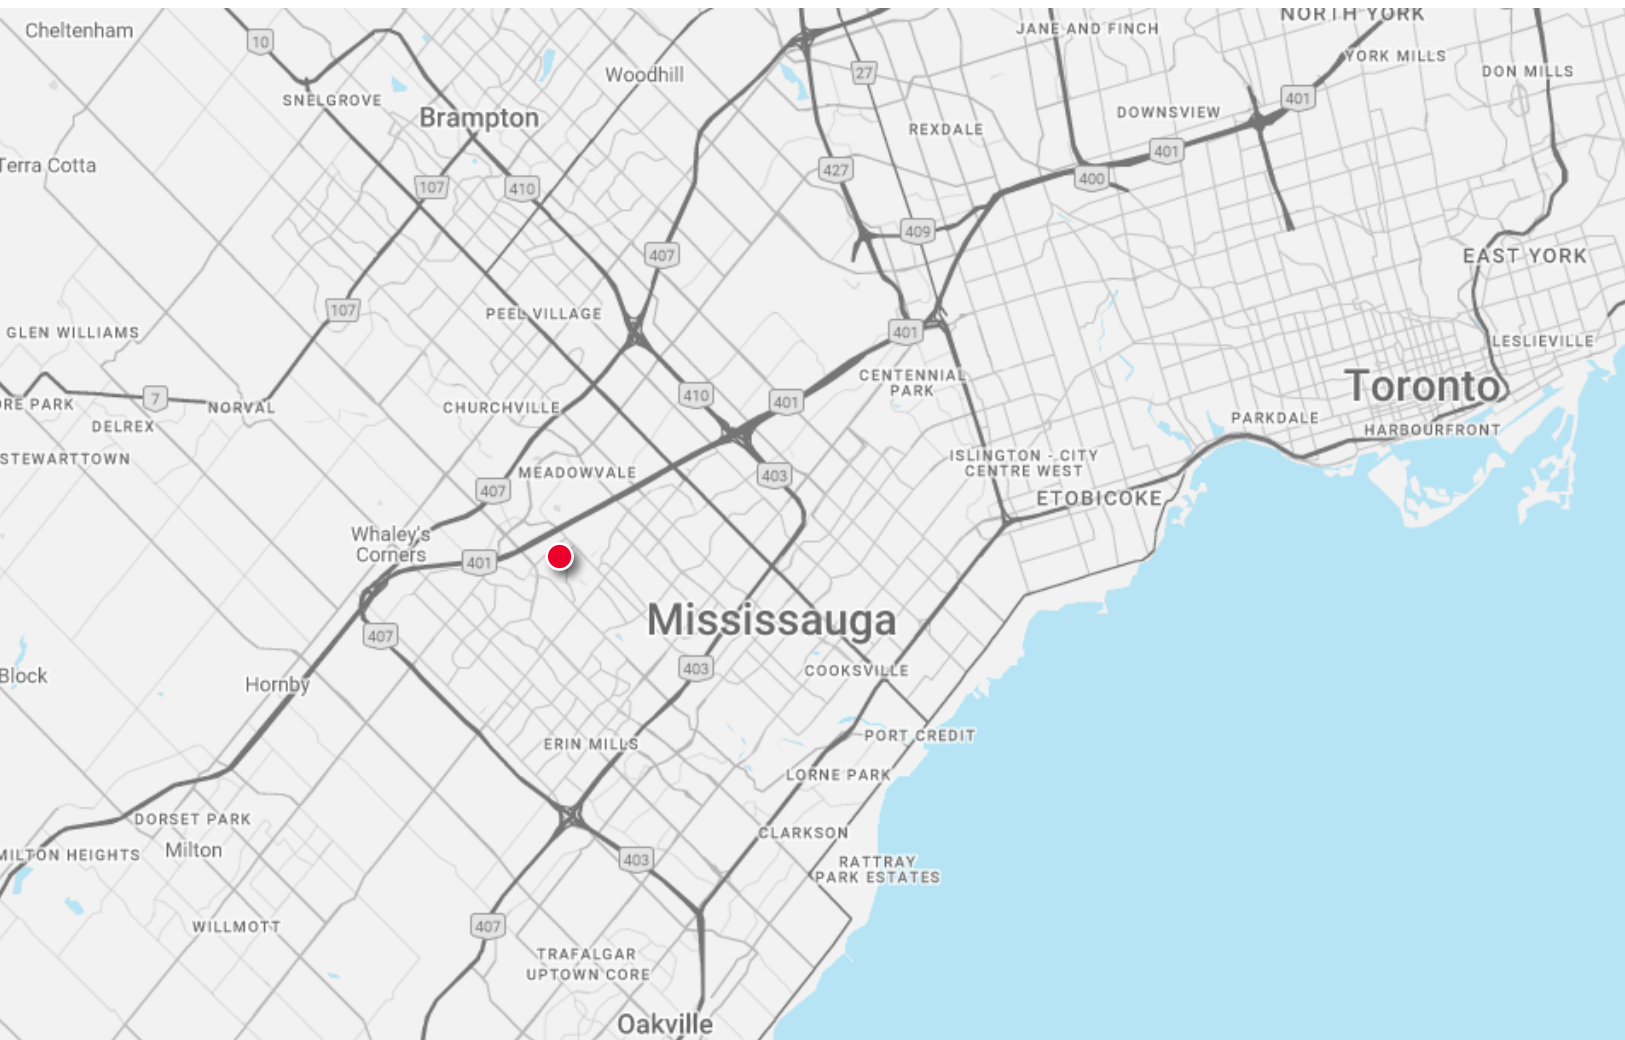 NORTH YORK
Cheltenham
JANE AND FINCH
10
YORK MILLS
Woodhill
27
DON MILLS
SNELGROVE
401
Brampton
DOWNSVIEW
REXDALE
401
Terra Cotta
427
400
107
410
409
407
EAST YORK
107
PEEL VILLAGE
GLEN WILLIAMS
401
LESLIEVILLE
CENTENNIAL
PARK
Toronto
7
410
401
ORE PARK
NORVAL
CHURCHVILLE
PARKDALE
DELREX
HARBOURFRONT
STEWARTTOWN
ISLINGTON - CITY
CENTRE WEST
MEADOWVALE
403
407
ETOBICOKE
Whaley's
Corners
401
Mississauga
407
403
COOKSVILLE
Block
Hornby
PORT CREDIT
ERIN MILLS
LORNE PARK
DORSET PARK
CLARKSON
MILTON HEIGHTS
Milton
403
RATTRAY
PARK ESTATES
WILLMOTT
407
TRAFALGAR
UPTOWN CORE
Oakville